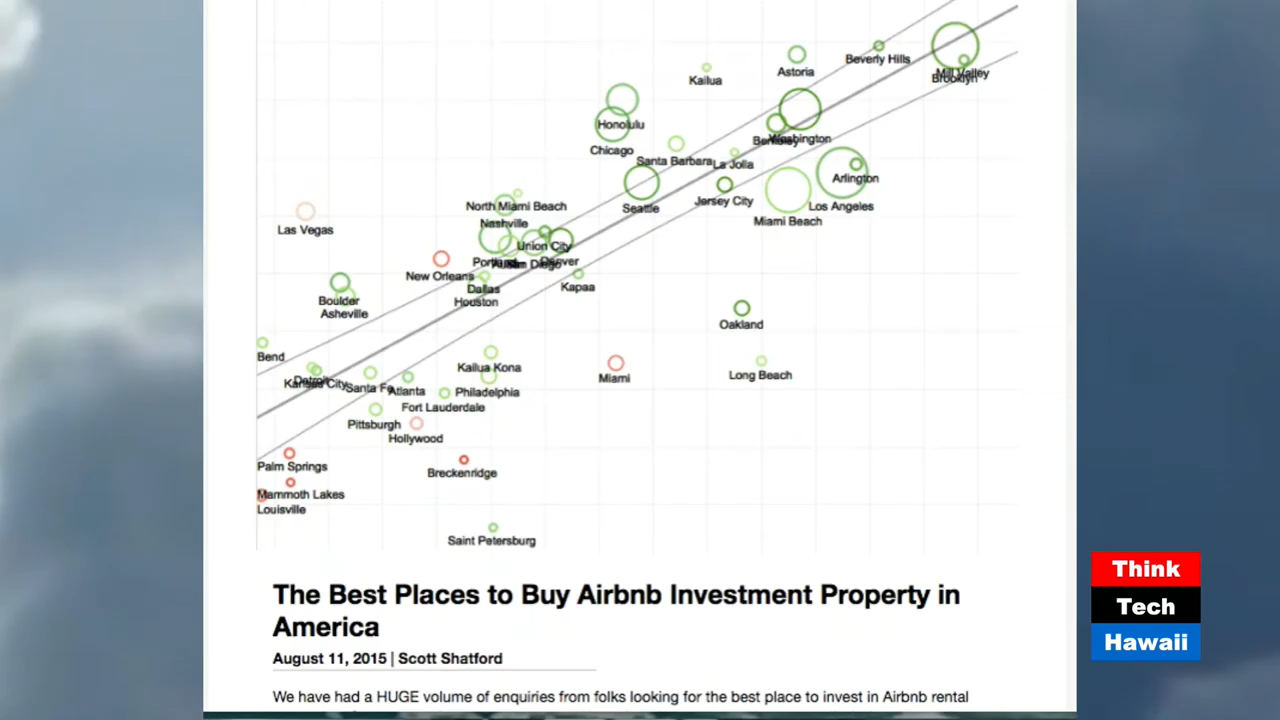 Beverly Hills
Astoria
Mill Valley
Brooklyn
Kailua
Honolulu
Washington
Berkeley
Chicago
Santa Barbara
La Jolla
Arlington
Seattle
Jersey City
Los Angeles
North Miami Beach
Miami Beach
Nashville
Las Vegas
Union City
Portland
San Diego
Denver
New Orleans
Dallas
Kapaa
Houston
Boulder
Asheville
Oakland
Bend
Kailua Kona
Miami
Long Beach
Detroit
Kansas City
Santa Fe
Atlanta
Philadelphia
Fort Lauderdale
Pittsburgh
Hollywood
Palm Springs
Breckenridge
Mammoth Lakes
Louisville
Saint Petersburg
The Best Places to Buy Airbnb Investment Property in
America
August 11, 2015 | Scott Shatford
We have had a HUGE volume of enquiries from folks looking for the best place to invest in Airbnb rental
Think
Tech
Hawaii